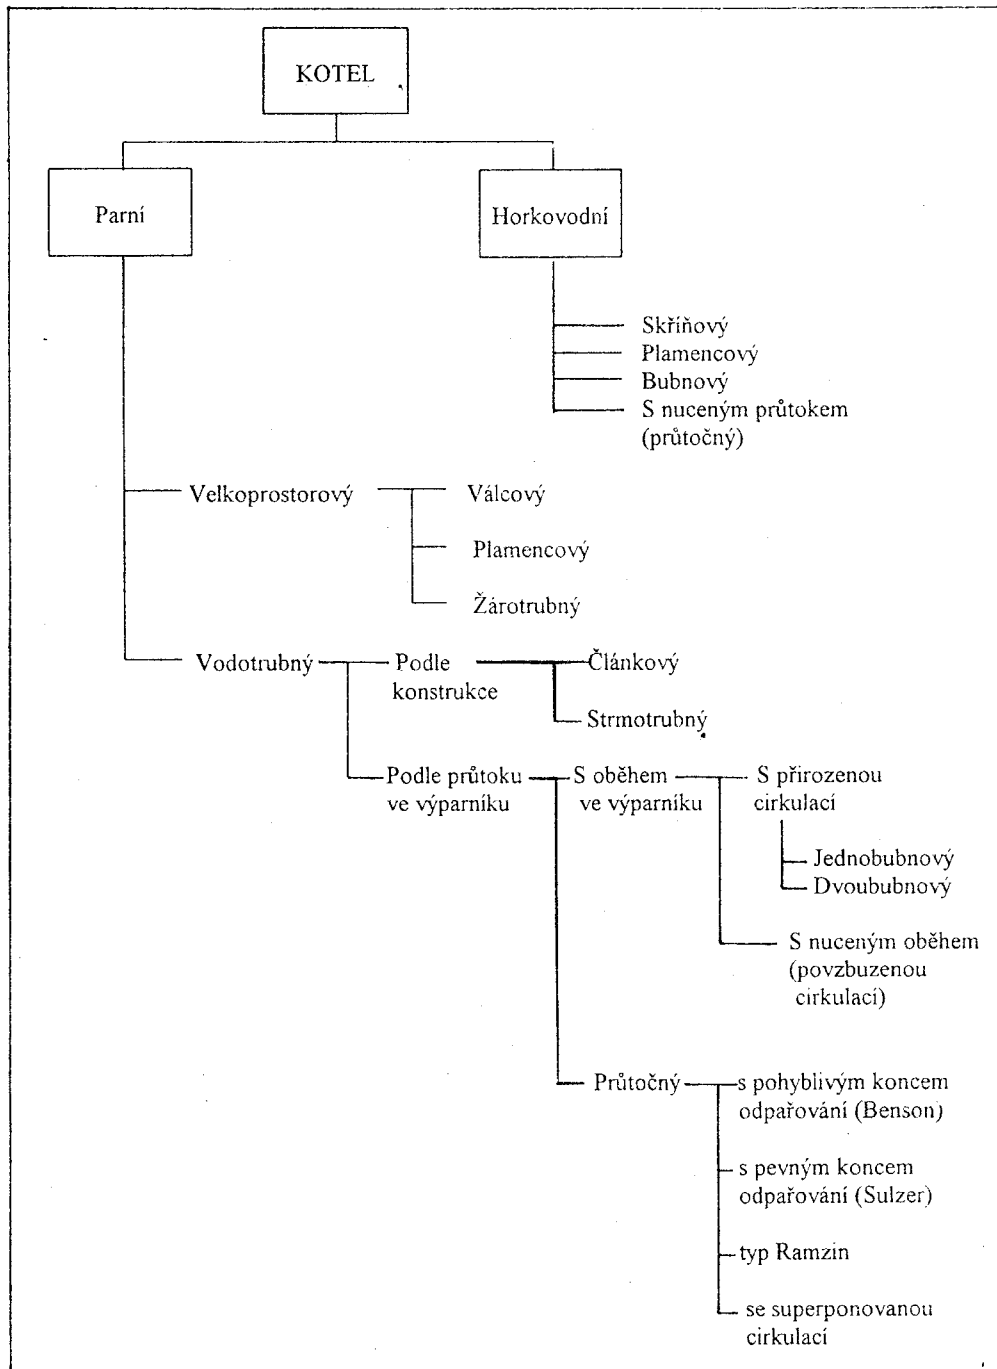 KOTEL
Parní
Horkovodní
Skříňový
Plamencový
Bubnový
S nuceným průtokem
(průtočný)
Velkoprostorový
Válcový
Plamencový
Žárotrubný
Vodotrubný
Podle
konstrukce
Článkový
Strmotrubný
Podle průtoku
ve výparníku
S oběhem
ve výparníku
S přirozenou
cirkulací
Jednobubnový
Dvoububnový
S nuceným oběhem
(povzbuzenou
cirkulací)
Průtočný
s pohyblivým koncem
odpařování (Benson)
s pevným koncem
odpařování (Sulzer)
typ Ramzin
se superponovanou
cirkulací